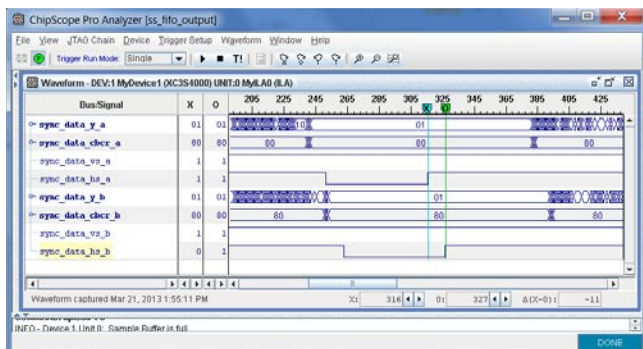 ChipScope Pro Analyzer [ss_fifo_output]
File View JTAG Chain Device Trigger Setup Waveform Window Help
Trigger Run Mode: Single T!
Waveform - DEV:1 MyDevice1 (XC3S4000) UNIT:0 MyILA0 (ILA)
Bus/Signal X O 205 225 245 265 285 305 325 345 365 385 405 425
X O
sync_data_y_a 01 01 10 01
sync_data_cbcr_a 80 80 80 80 80
sync_data_vs_a 1 1
sync_data_hs_a 1 1
sync_data_y_b 01 01 01
sync_data_cbcr_b 80 80 80 80 80
sync_data_vs_b 1 1
sync_data_hs_b 0 1
Waveform captured Mar 21, 2013 1:55:11 PM X: 316 O: 327 Δ(X-O): -11
INFO - Device 1 Unit 0: Sample Buffer is full
DONE